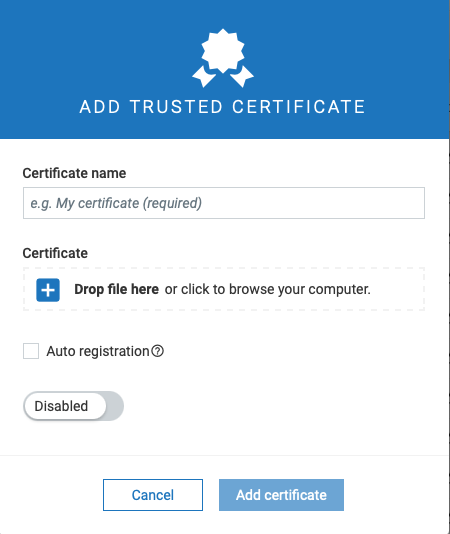 ADD TRUSTED CERTIFICATE
Certificate name
e.g. My certificate (required)
Certificate
Drop file here or click to browse your computer.
Auto registration
Disabled
Cancel
Add certificate